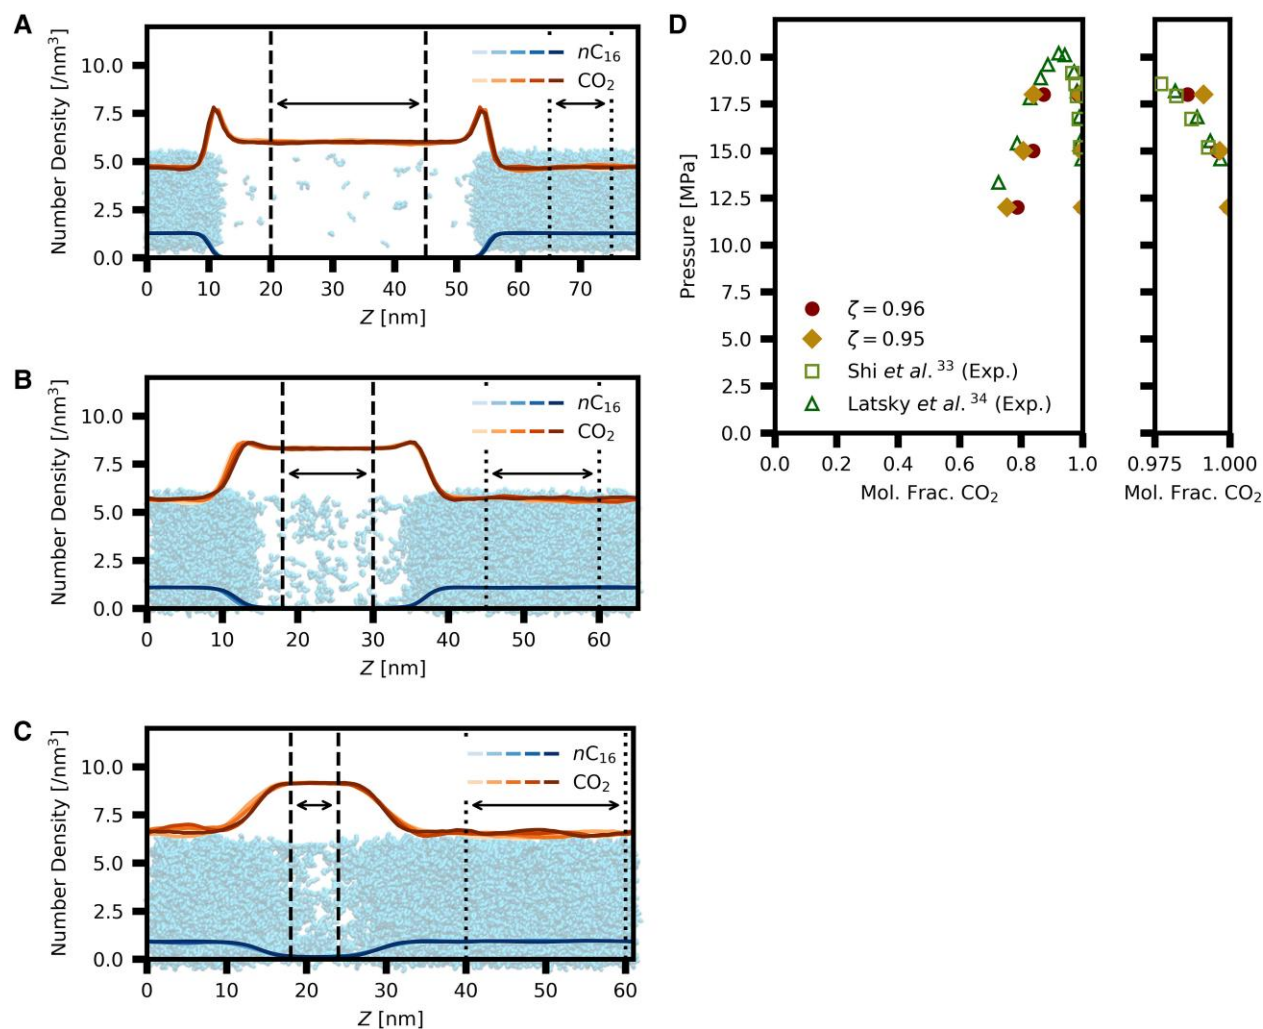 A
Number Density [/nm³]
10.0
7.5
5.0
2.5
0.0
nC₁₆
CO₂
0 10 20 30 40 50 60 70
Z [nm]
B
Number Density [/nm³]
10.0
7.5
5.0
2.5
0.0
nC₁₆
CO₂
0 10 20 30 40 50 60
Z [nm]
C
Number Density [/nm³]
10.0
7.5
5.0
2.5
0.0
nC₁₆
CO₂
0 10 20 30 40 50 60
Z [nm]
D
Pressure [MPa]
20.0
17.5
15.0
12.5
10.0
7.5
5.0
2.5
0.0
ζ = 0.96
ζ = 0.95
Shi et al. ³³ (Exp.)
Latsky et al. ³⁴ (Exp.)
0.0 0.2 0.4 0.6 0.8 1.0
Mol. Frac. CO₂
0.975 1.000
Mol. Frac. CO₂